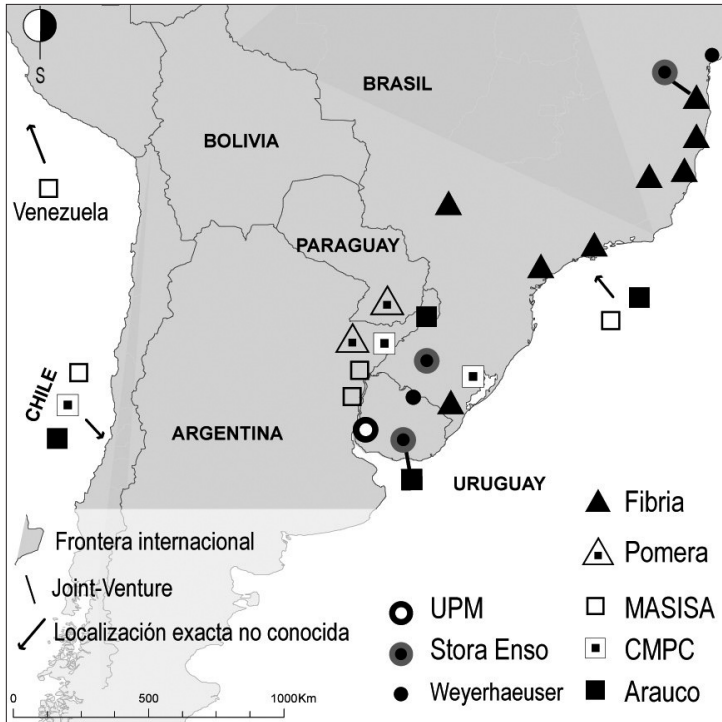 S
BRASIL
BOLIVIA
Venezuela
PARAGUAY
CHILE
ARGENTINA
URUGUAY
Frontera internacional
Joint-Venture
Localización exacta no conocida
0 500 1000Km
UPM
Stora Enso
Weyerhaeuser
Fibria
Pomera
MASISA
CMPC
Arauco